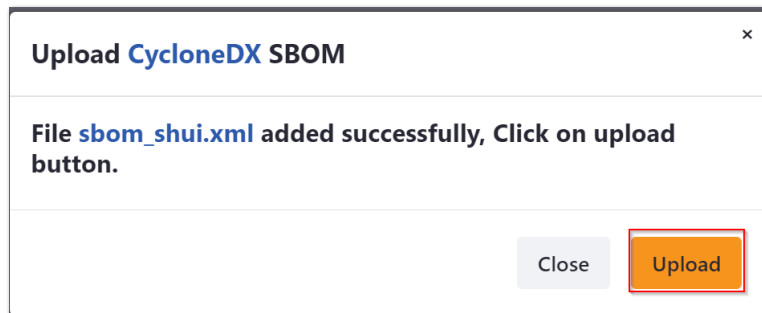 Upload CycloneDX SBOM
×
File sbom_shui.xml added successfully, Click on upload
button.
Close
Upload